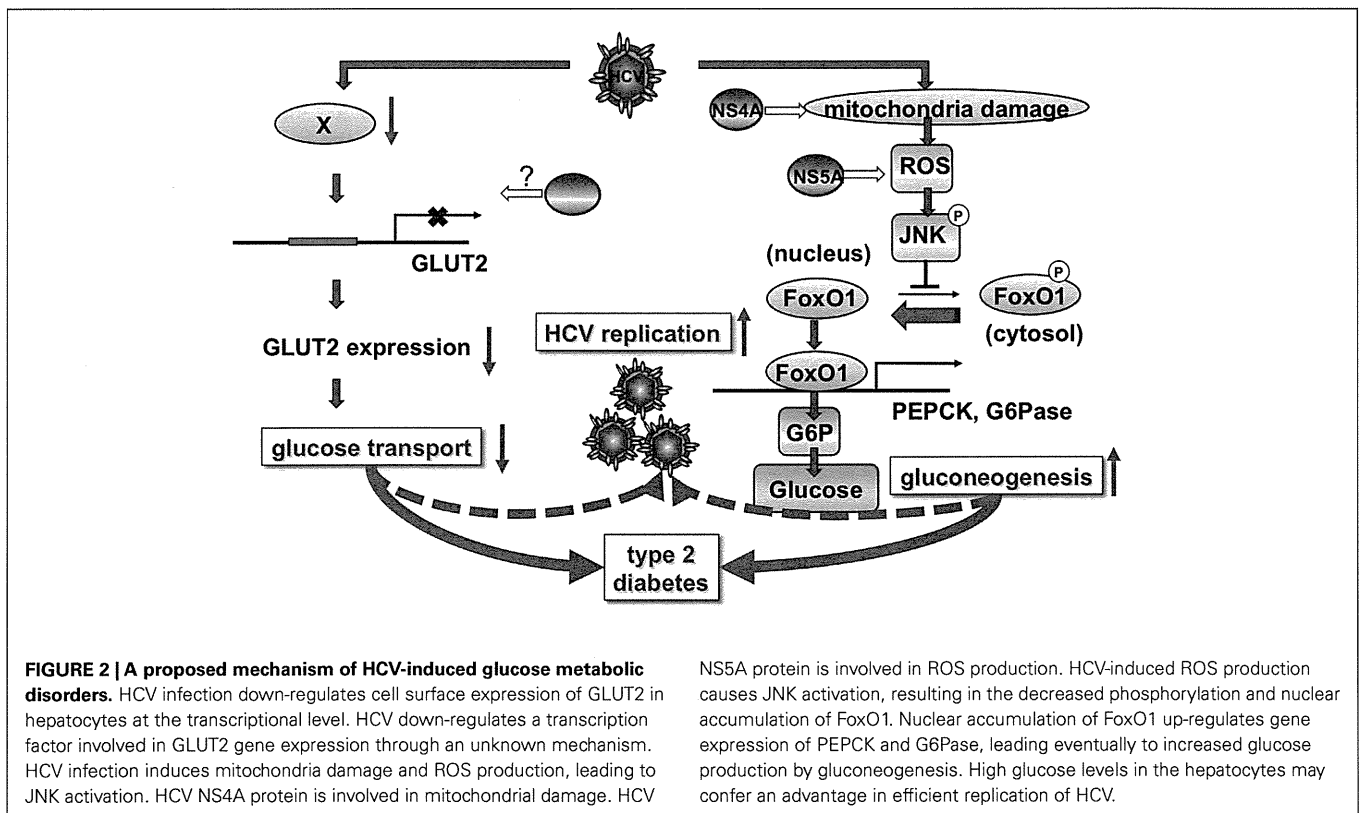 HCV
X
?
GLUT2
GLUT2 expression
glucose transport
NS4A
mitochondria damage
NS5A
ROS
P
JNK
(nucleus)
FoxO1
P
FoxO1
(cytosol)
HCV replication
FoxO1
PEPCK, G6Pase
G6P
Glucose
gluconeogenesis
type 2
diabetes
FIGURE 2 | A proposed mechanism of HCV-induced glucose metabolic
disorders. HCV infection down-regulates cell surface expression of GLUT2 in
hepatocytes at the transcriptional level. HCV down-regulates a transcription
factor involved in GLUT2 gene expression through an unknown mechanism.
HCV infection induces mitochondria damage and ROS production, leading to
JNK activation. HCV NS4A protein is involved in mitochondrial damage. HCV
NS5A protein is involved in ROS production. HCV-induced ROS production
causes JNK activation, resulting in the decreased phosphorylation and nuclear
accumulation of FoxO1. Nuclear accumulation of FoxO1 up-regulates gene
expression of PEPCK and G6Pase, leading eventually to increased glucose
production by gluconeogenesis. High glucose levels in the hepatocytes may
confer an advantage in efficient replication of HCV.